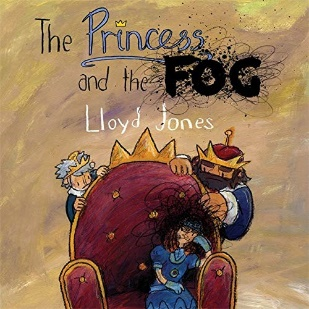 The Princess
and the FOG
Lloyd Jones